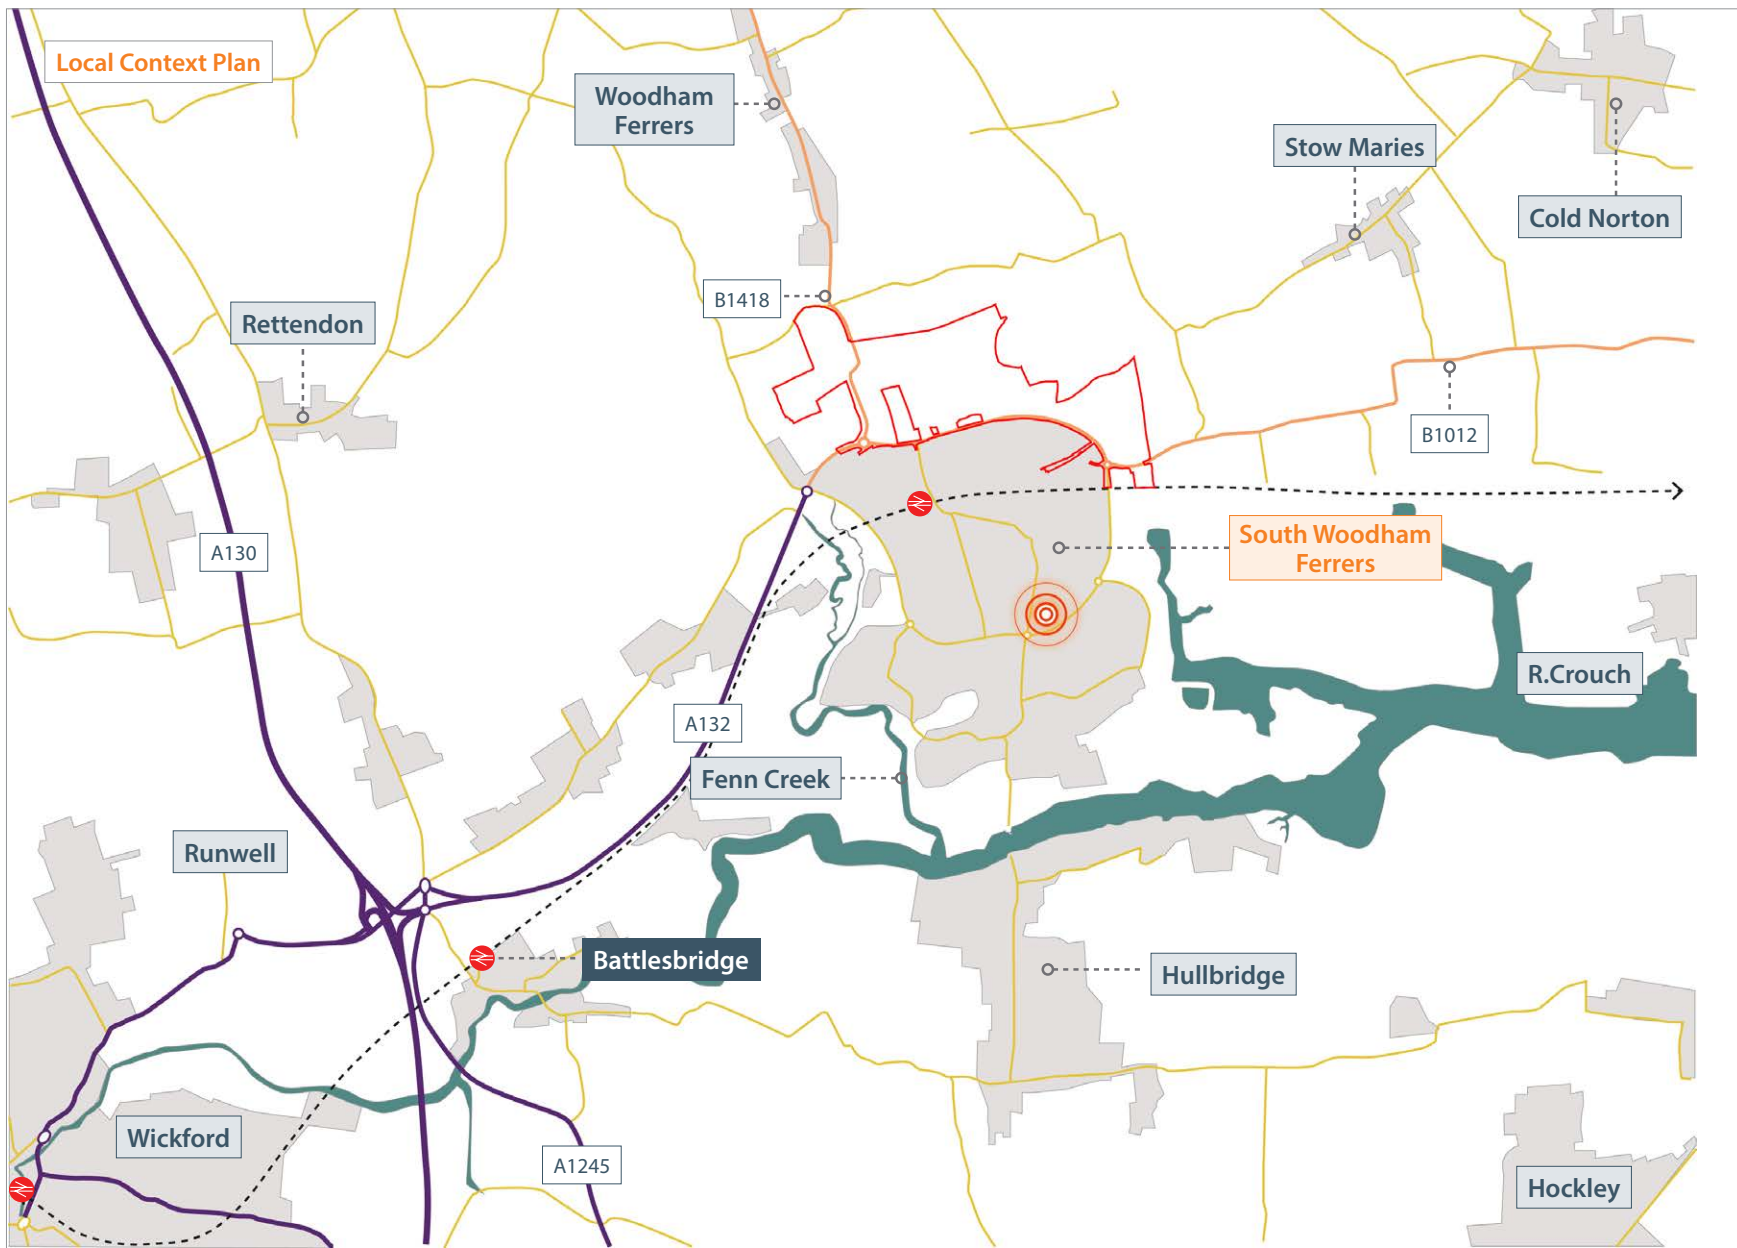 Local Context Plan
Woodham
Ferrers
Stow Maries
Cold Norton
B1418
Rettendon
B1012
A130
South Woodham
Ferrers
R.Crouch
A132
Fenn Creek
Runwell
Battlesbridge
Hullbridge
Wickford
A1245
Hockley